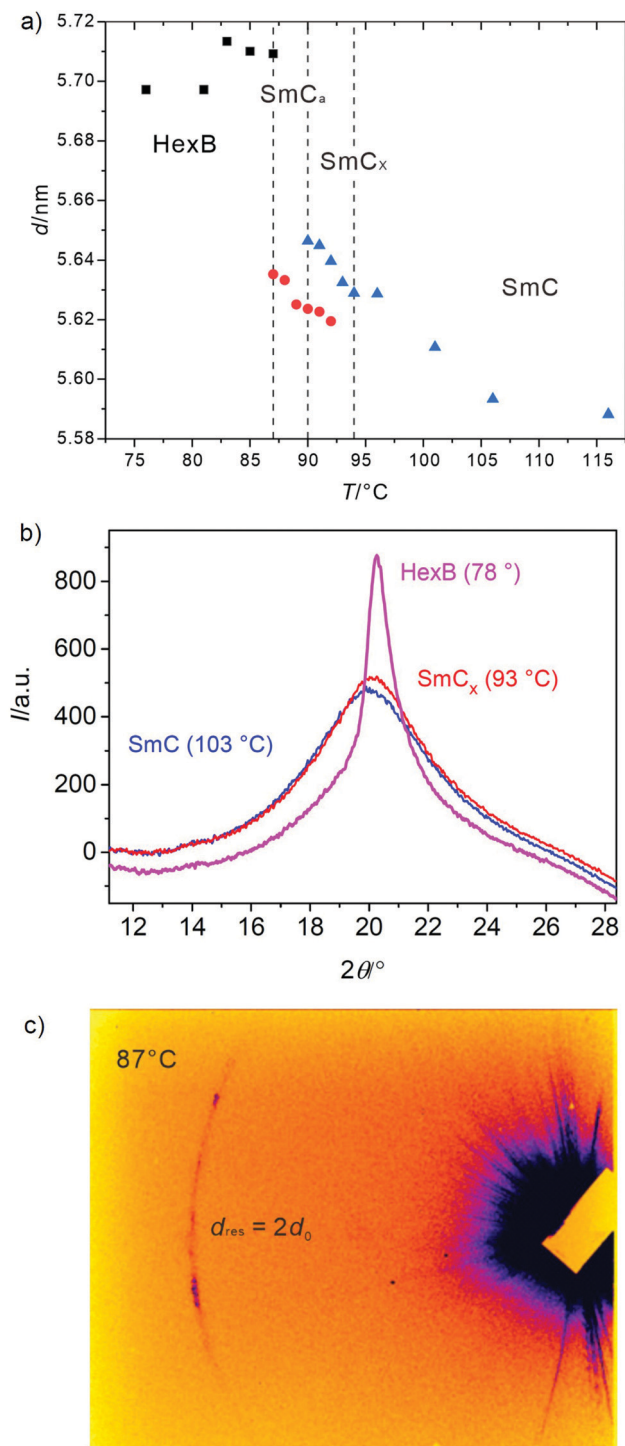 a)
5.72
5.70
5.68
5.66
5.64
5.62
5.60
5.58
d/nm
SmCa
HexB
SmCX
SmC
75 80 85 90 95 100 105 110 115
T/°C
b)
800
600
400
200
0
I/a.u.
HexB (78 °)
SmCX (93 °C)
SmC (103 °C)
12 14 16 18 20 22 24 26 28
2θ/°
c)
87°C
dres = 2d0